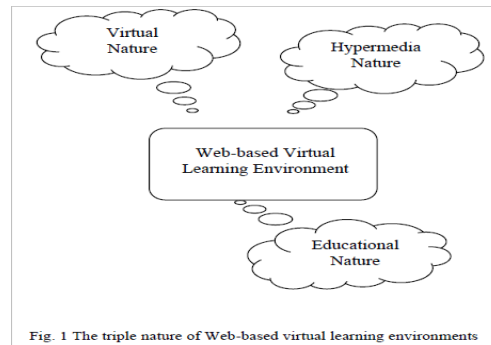 Virtual
Nature
Hypermedia
Nature
Web-based Virtual
Learning Environment
Educational
Nature
Fig. 1 The triple nature of Web-based virtual learning environments